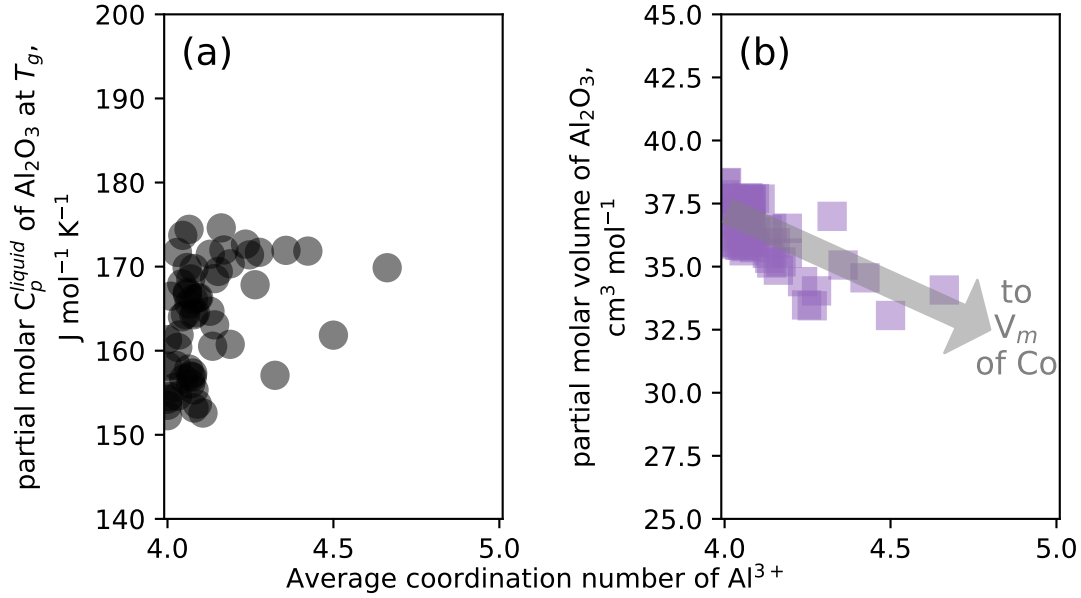 partial molar C_p^liquid of Al₂O₃ at T_g,
J mol⁻¹ K⁻¹
200
190
180
170
160
150
140
(a)
4.0
4.5
5.0
partial molar volume of Al₂O₃,
cm³ mol⁻¹
45.0
42.5
40.0
37.5
35.0
32.5
30.0
27.5
25.0
(b)
to
V_m
of Co
4.0
4.5
5.0
Average coordination number of Al³⁺